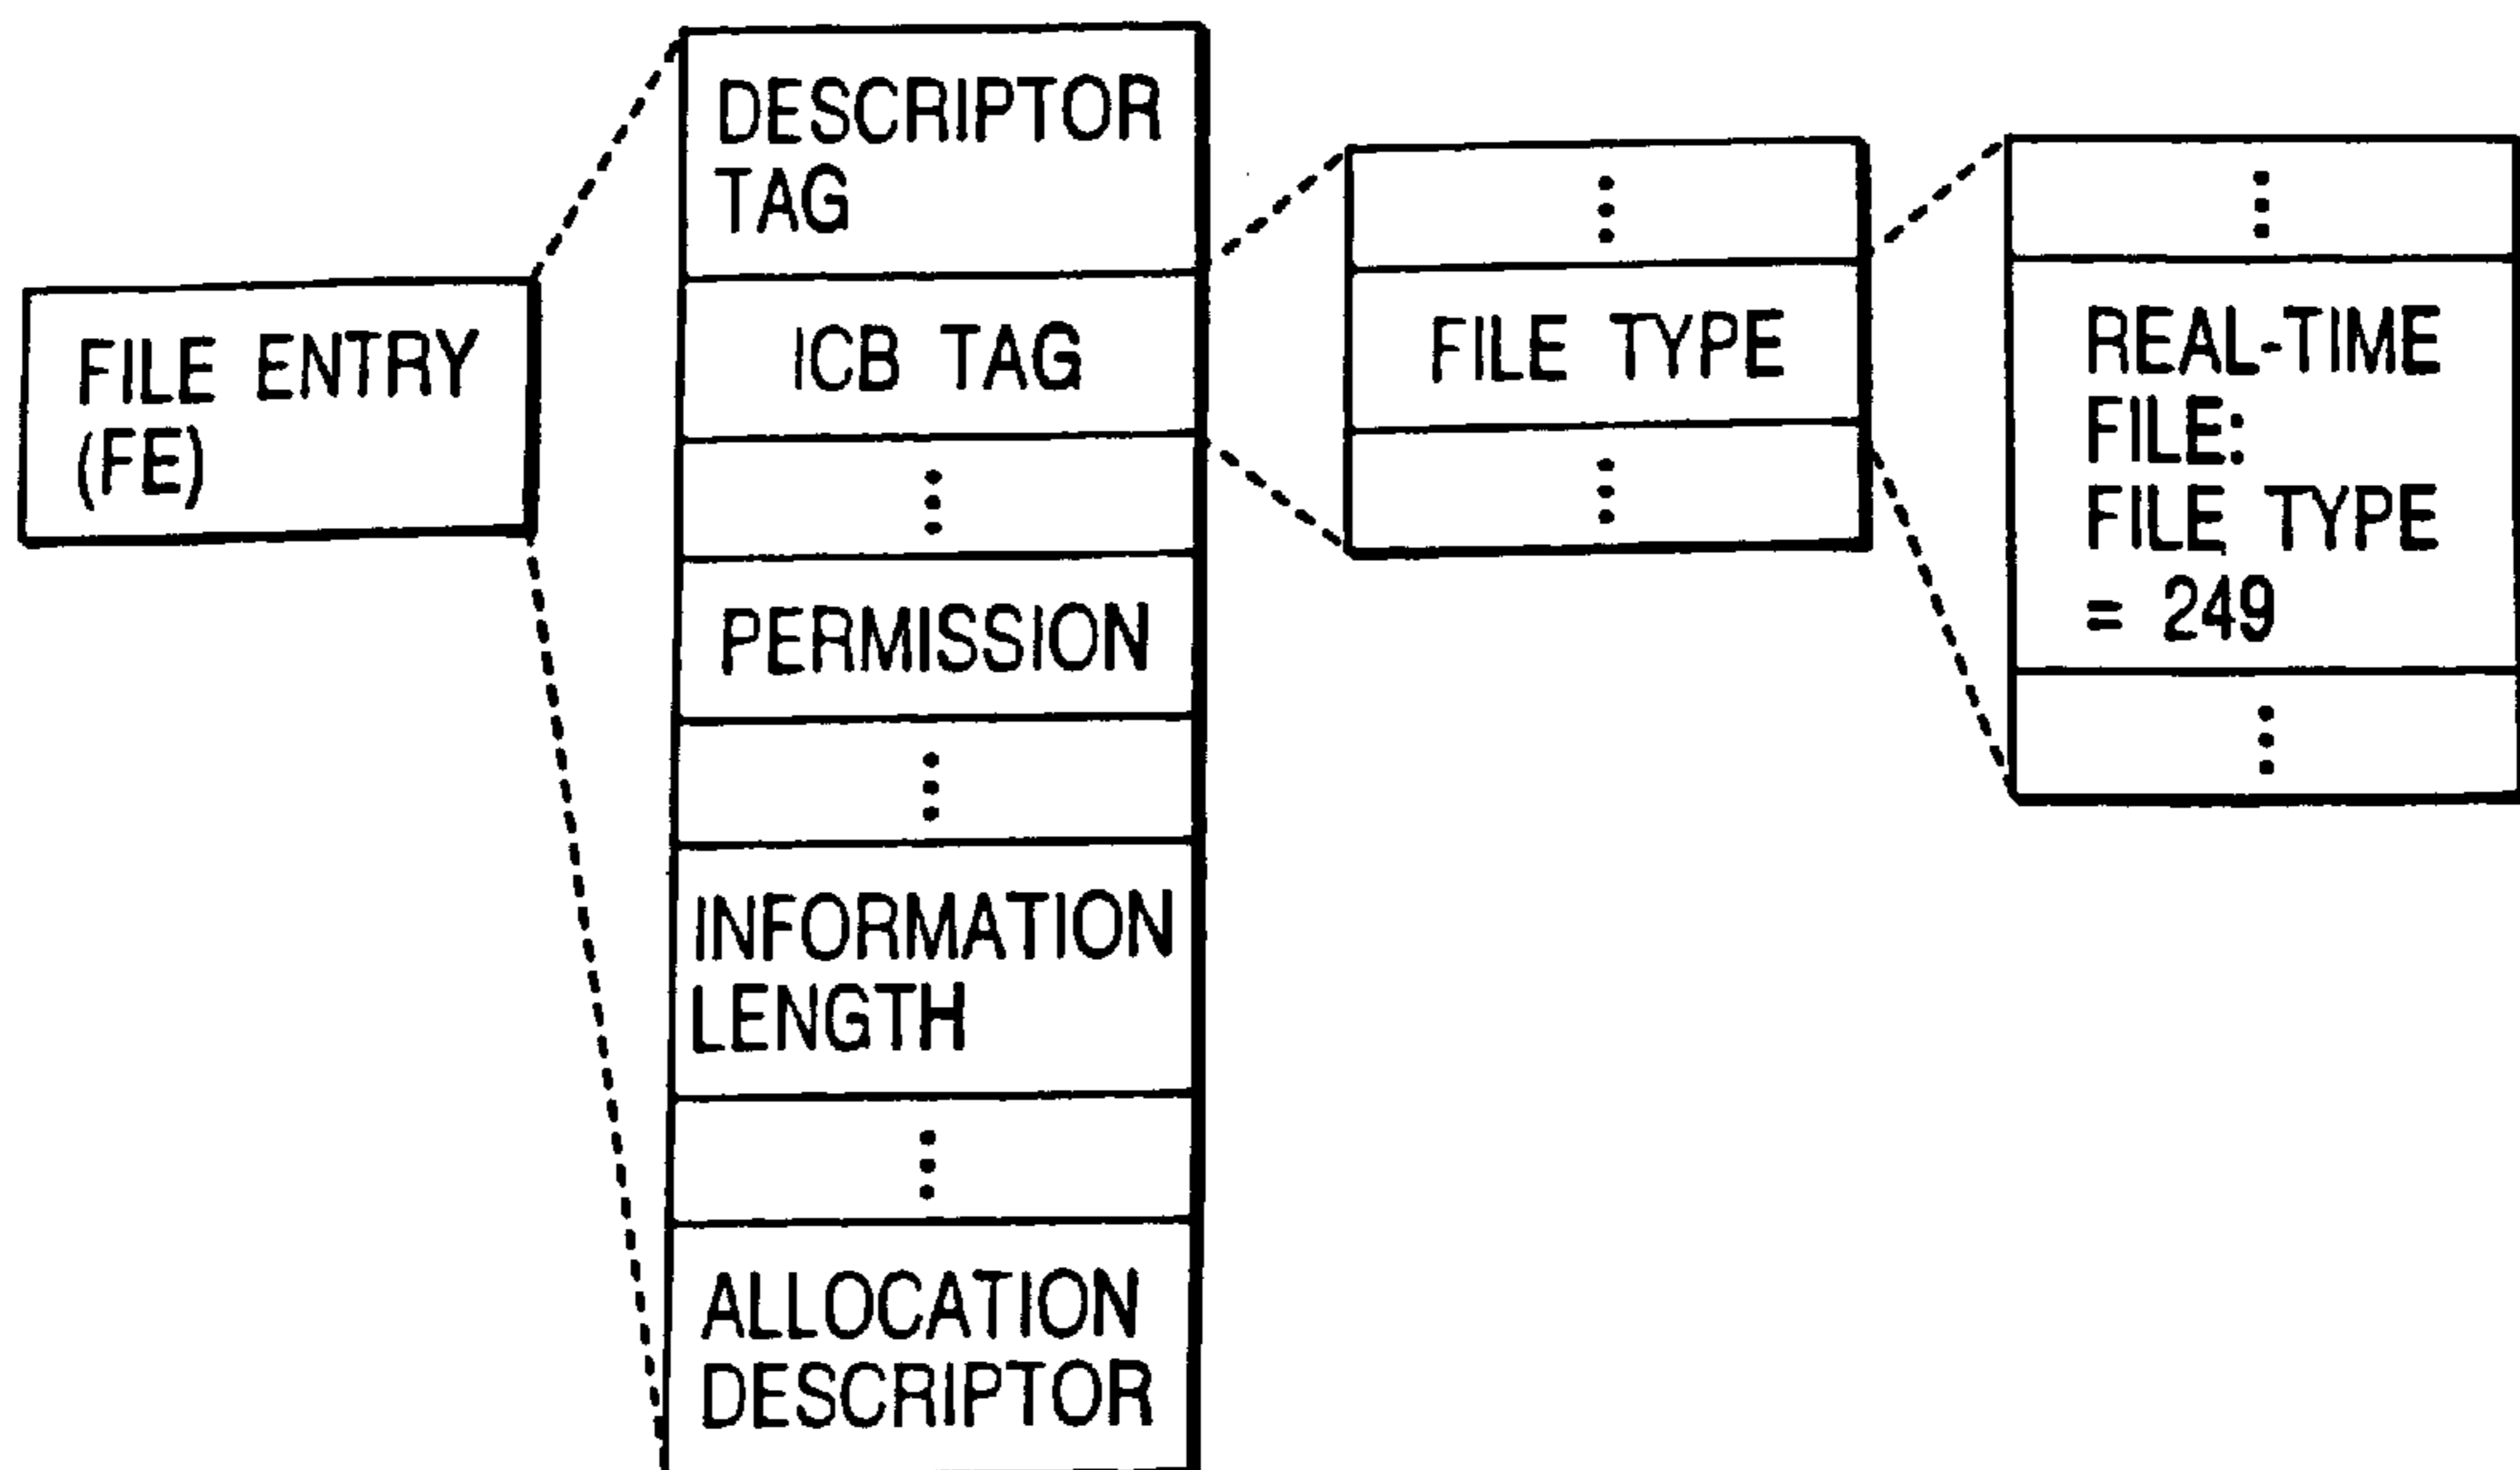 FILE ENTRY
(FE)
DESCRIPTOR
TAG
ICB TAG
PERMISSION
INFORMATION
LENGTH
ALLOCATION
DESCRIPTOR
FILE TYPE
REAL-TIME
FILE:
FILE TYPE
= 249